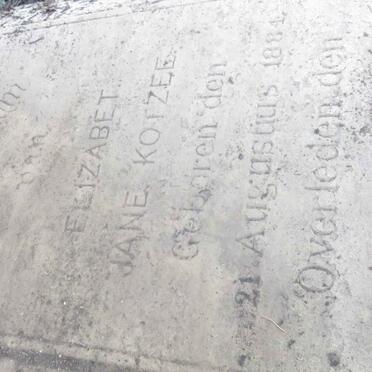 van
ELIZABET
JANE KOTZEE
Geboren den
21 Augustus 1884
Overleden den